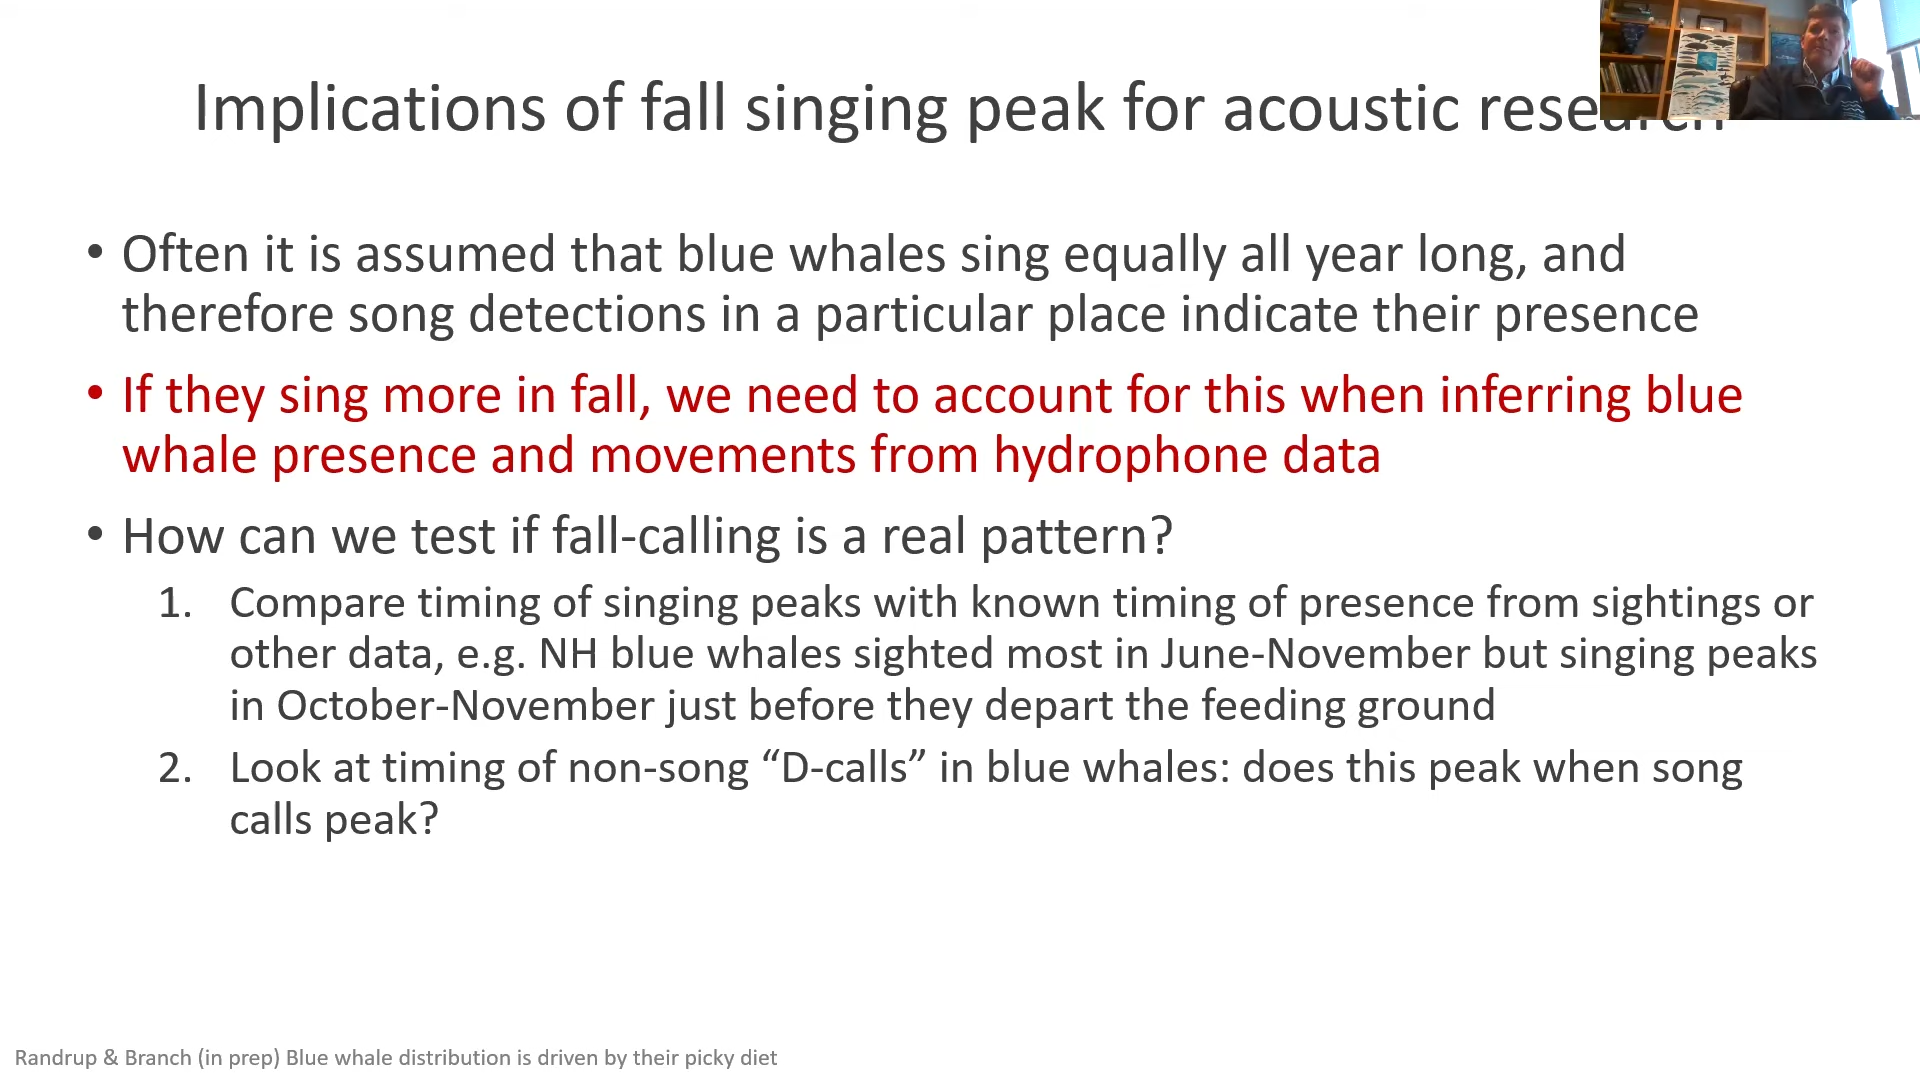 Implications of fall singing peak for acoustic research
• Often it is assumed that blue whales sing equally all year long, and
therefore song detections in a particular place indicate their presence
• If they sing more in fall, we need to account for this when inferring blue
whale presence and movements from hydrophone data
• How can we test if fall-calling is a real pattern?
1. Compare timing of singing peaks with known timing of presence from sightings or
other data, e.g. NH blue whales sighted most in June-November but singing peaks
in October-November just before they depart the feeding ground
2. Look at timing of non-song “D-calls” in blue whales: does this peak when song
calls peak?
Randrup & Branch (in prep) Blue whale distribution is driven by their picky diet